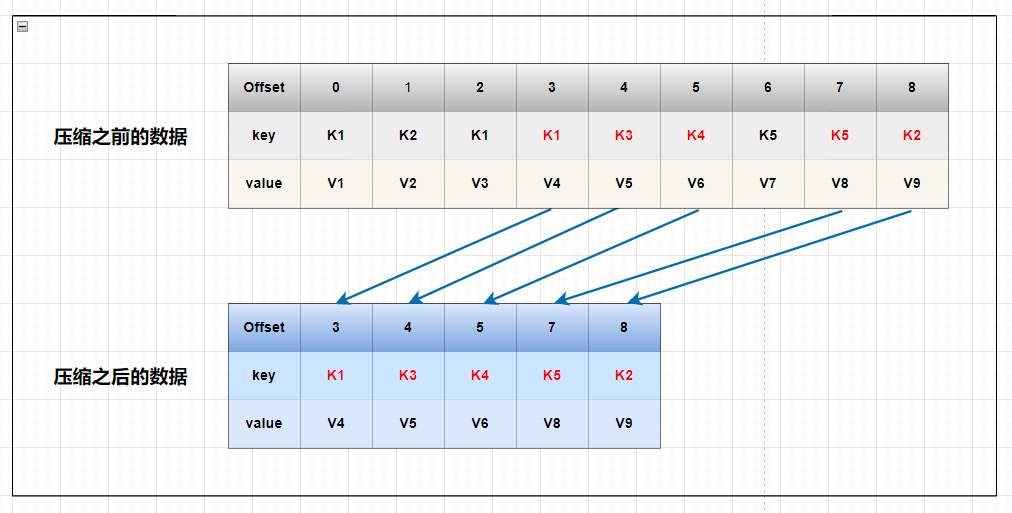 Offset 0 1 2 3 4 5 6 7 8
压缩之前的数据 key K1 K2 K1 K1 K3 K4 K5 K5 K2
value V1 V2 V3 V4 V5 V6 V7 V8 V9
Offset 3 4 5 7 8
压缩之后的数据 key K1 K3 K4 K5 K2
value V4 V5 V6 V8 V9